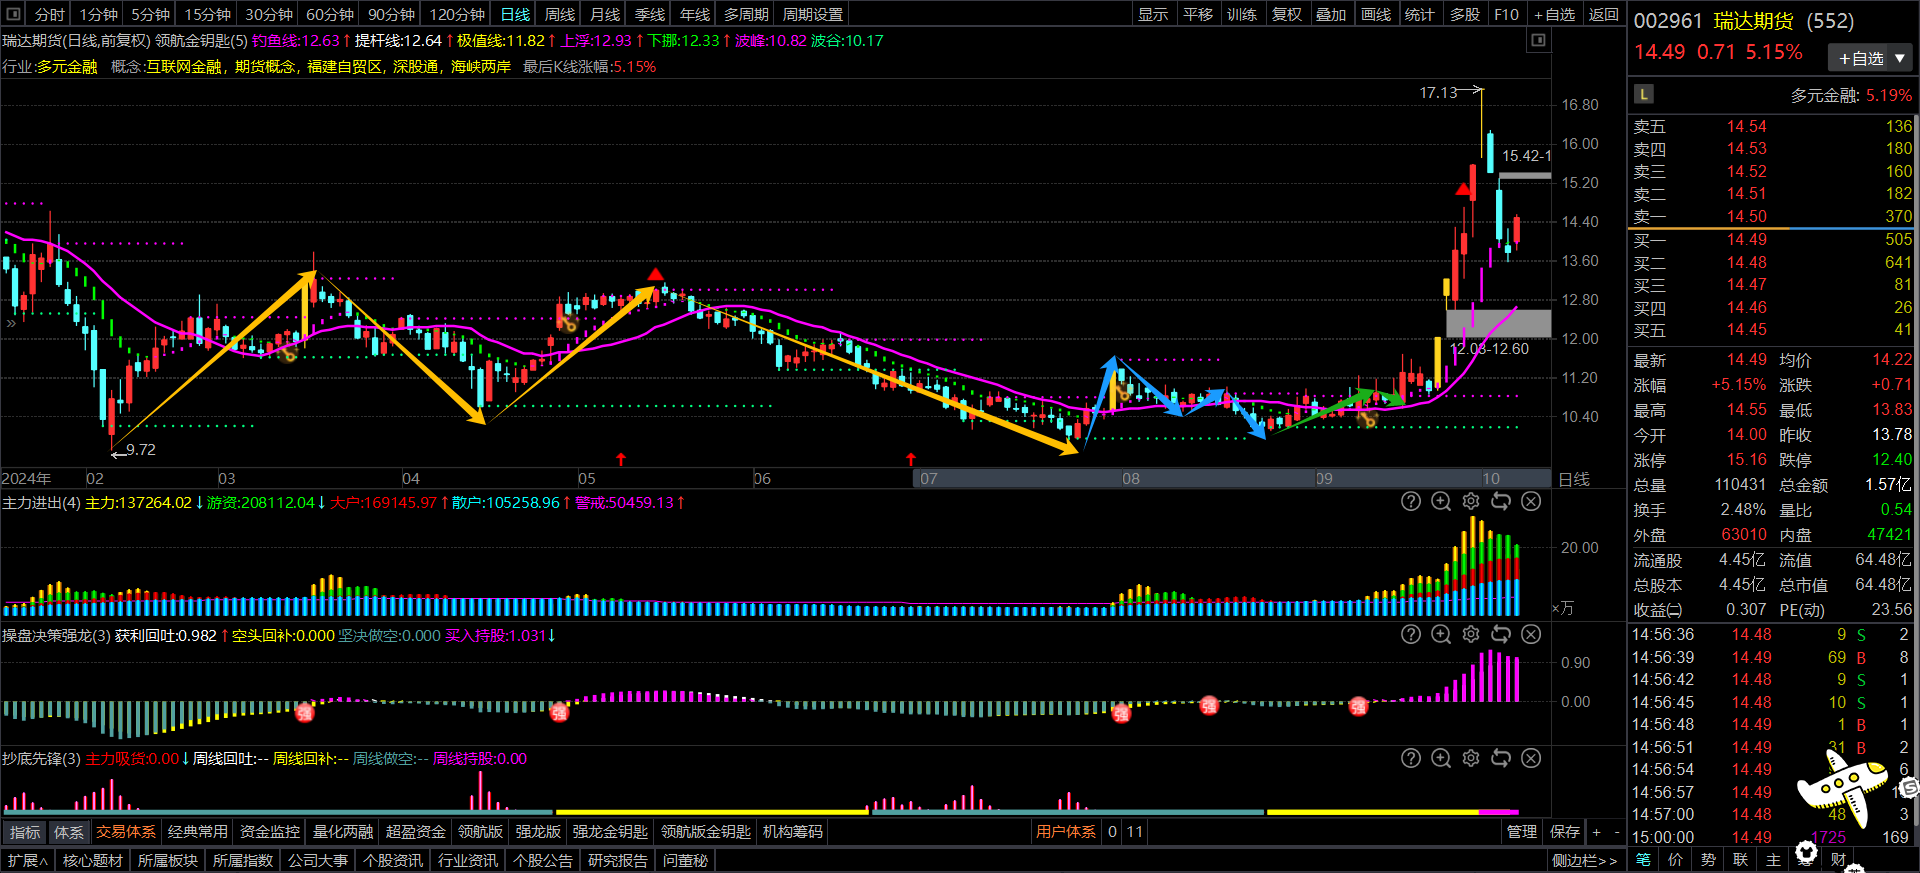 分时 1分钟 5分钟 15分钟 30分钟 60分钟 90分钟 120分钟 日线 周线 月线 季线 年线 多周期 周期设置 显示 平移 训练 复权 叠加 画线 统计 多股 F10 +自选 返回
002961 瑞达期货 (552)
14.49 0.71 5.15% +自选 ▼
瑞达期货(日线,前复权) 领航金钥匙(5) 钓鱼线:12.63↑ 提杆线:12.64↑ 极值线:11.82↑ 上浮:12.93↑ 下挪:12.33↑ 波峰:10.82 波谷:10.17
行业:多元金融 概念:互联网金融，期货概念，福建自贸区，深股通，海峡两岸 最后K线涨幅:5.15%
L 多元金融: 5.19%
17.13
16.80
16.00
15.42-1
15.20
14.40
13.60
12.80
12.00
12.03-12.60
11.20
10.40
9.72
2024年 02 03 04 05 06 07 08 09 10 日线
卖五 14.54 136
卖四 14.53 180
卖三 14.52 160
卖二 14.51 182
卖一 14.50 370
买一 14.49 505
买二 14.48 641
买三 14.47 81
买四 14.46 26
买五 14.45 41
最新 14.49 均价 14.22
涨幅 +5.15% 涨跌 +0.71
最高 14.55 最低 13.83
今开 14.00 昨收 13.78
涨停 15.16 跌停 12.40
总量 110431 总金额 1.57亿
换手 2.48% 量比 0.54
外盘 63010 内盘 47421
流通股 4.45亿 流值 64.48亿
总股本 4.45亿 总市值 64.48亿
收益㈡ 0.307 PE(动) 23.56
主力进出(4) 主力:137264.02↓ 游资:208112.04↓ 大户:169145.97↑ 散户:105258.96↑ 警戒:50459.13↑
20.00
×万
操盘决策强龙(3) 获利回吐:0.982↑ 空头回补:0.000 坚决做空:0.000 买入持股:1.031↓
0.90
0.00
强 强 强 强 强
抄底先锋(3) 主力吸货:0.00↓ 周线回吐:-- 周线回补:-- 周线做空:-- 周线持股:0.00
14:56:36 14.48 9 S 2
14:56:39 14.49 69 B 8
14:56:42 14.48 9 S 1
14:56:45 14.48 10 S 1
14:56:48 14.49 1 B 1
14:56:51 14.49 31 B 2
14:56:54 14.49 6
14:56:57 14.49
14:57:00 14.48 48 3
15:00:00 14.49 1725 169
指标 体系 交易体系 经典常用 资金监控 量化两融 超盈资金 领航版 强龙版 强龙金钥匙 领航版金钥匙 机构筹码 用户体系 0 11 管理 保存 + -
扩展∧ 核心题材 所属板块 所属指数 公司大事 个股资讯 行业资讯 个股公告 研究报告 问董秘 侧边栏>>
笔 价 势 联 主 财